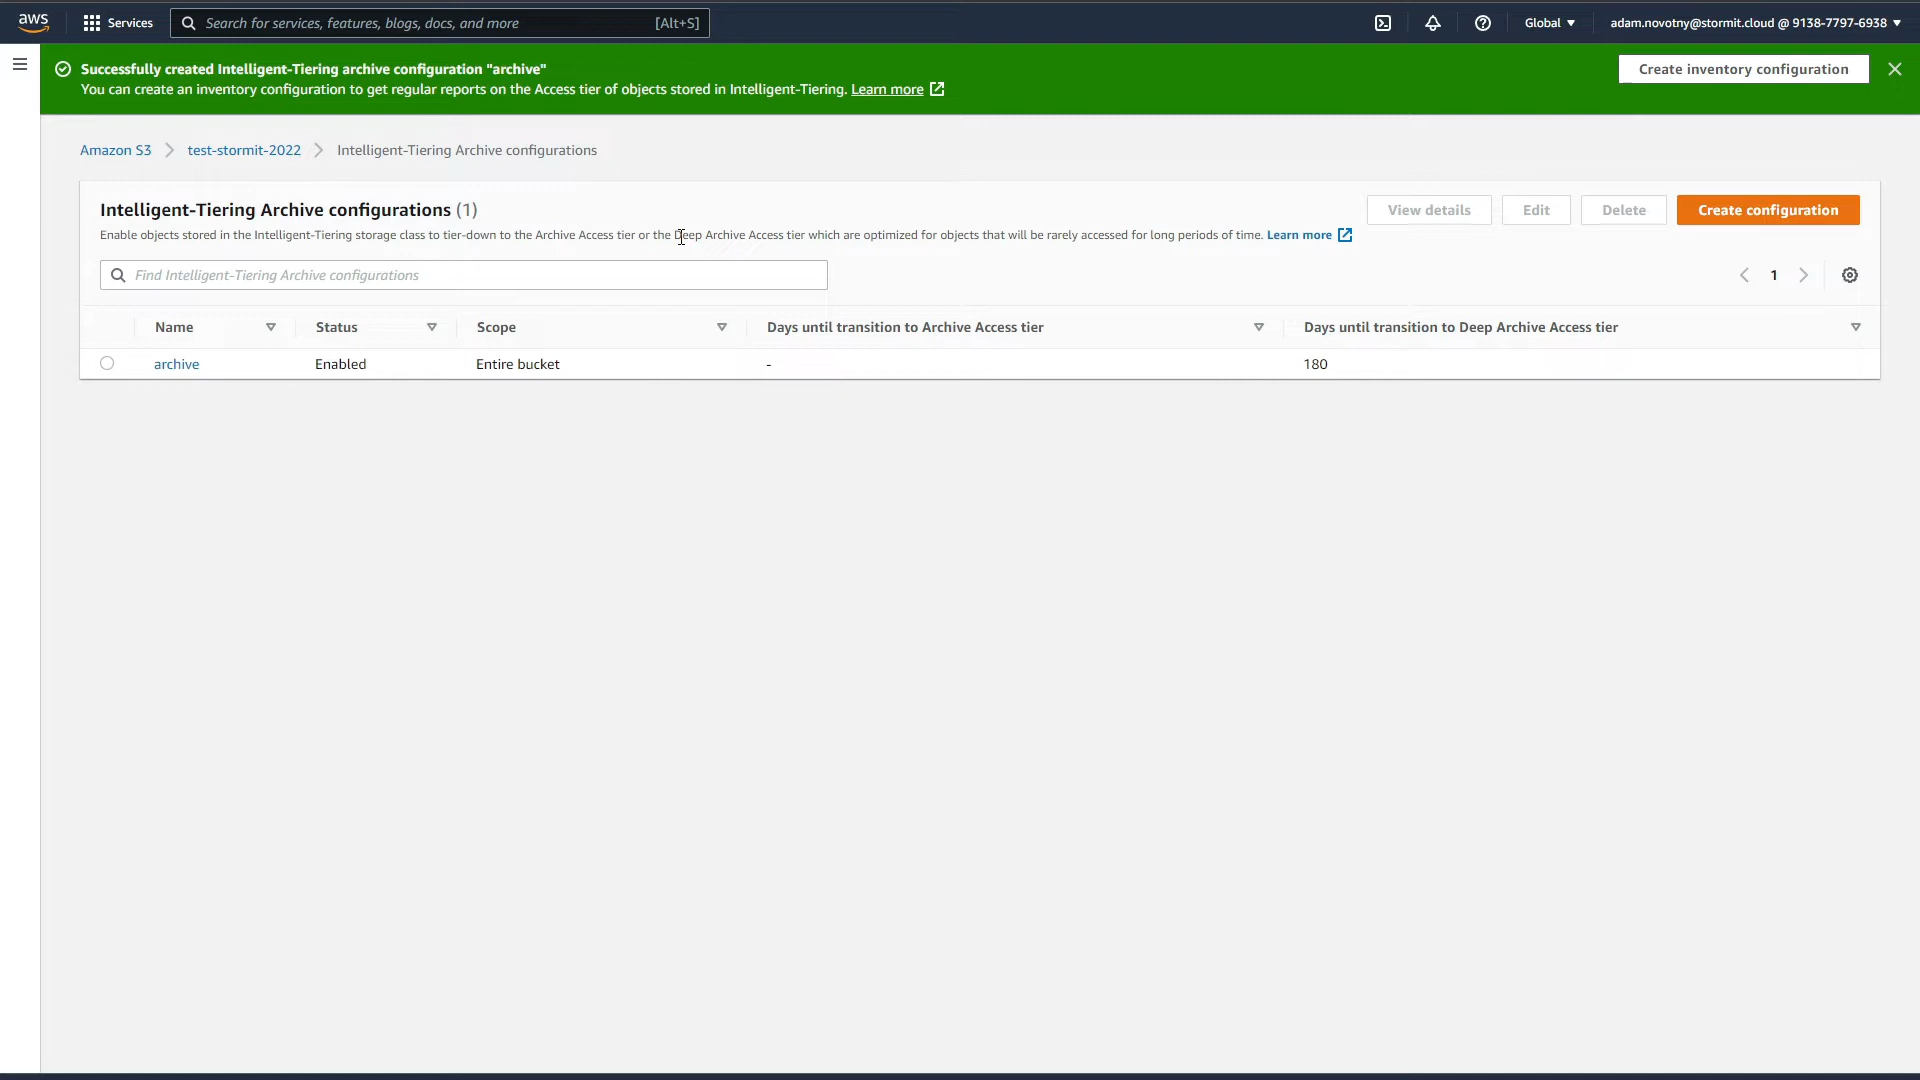 aws Services Search for services, features, blogs, docs, and more [Alt+S] Global adam.novotny@stormit.cloud @ 9138-7797-6938
Successfully created Intelligent-Tiering archive configuration "archive" Create inventory configuration
You can create an inventory configuration to get regular reports on the Access tier of objects stored in Intelligent-Tiering. Learn more
Amazon S3 test-stormit-2022 Intelligent-Tiering Archive configurations
Intelligent-Tiering Archive configurations (1) View details Edit Delete Create configuration
Enable objects stored in the Intelligent-Tiering storage class to tier-down to the Archive Access tier or the Deep Archive Access tier which are optimized for objects that will be rarely accessed for long periods of time. Learn more
Find Intelligent-Tiering Archive configurations 1
Name Status Scope Days until transition to Archive Access tier Days until transition to Deep Archive Access tier
archive Enabled Entire bucket - 180